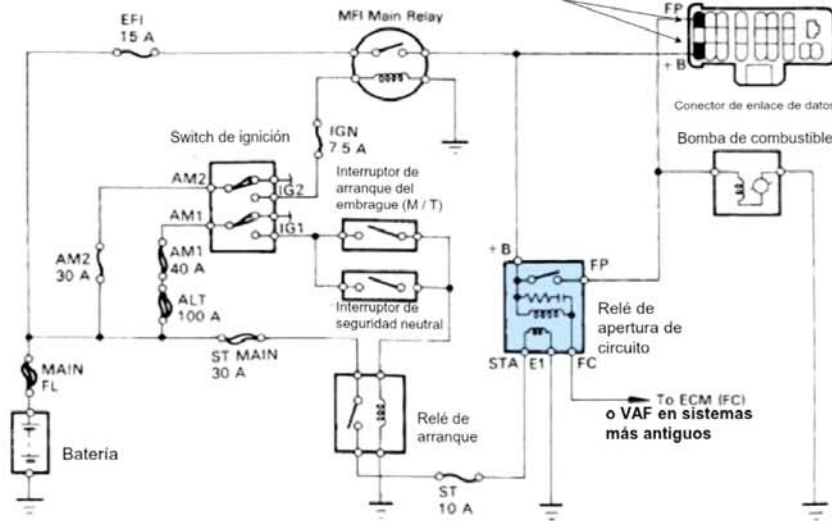 EFI
15 A
MFI Main Relay
FP
+ B
Conector de enlace de datos
Bomba de combustible
Switch de ignición
IGN
7.5 A
Interruptor de
arranque del
embrague (M / T)
AM2
IG2
AM1
IG1
AM2
30 A
AM1
40 A
ALT
100 A
Interruptor de
seguridad neutral
+ B
FP
Relé de
apertura de
circuito
ST MAIN
30 A
STA
E1
FC
MAIN
FL
To ECM (FC)
o VAF en sistemas
más antiguos
Relé de
arranque
Batería
ST
10 A